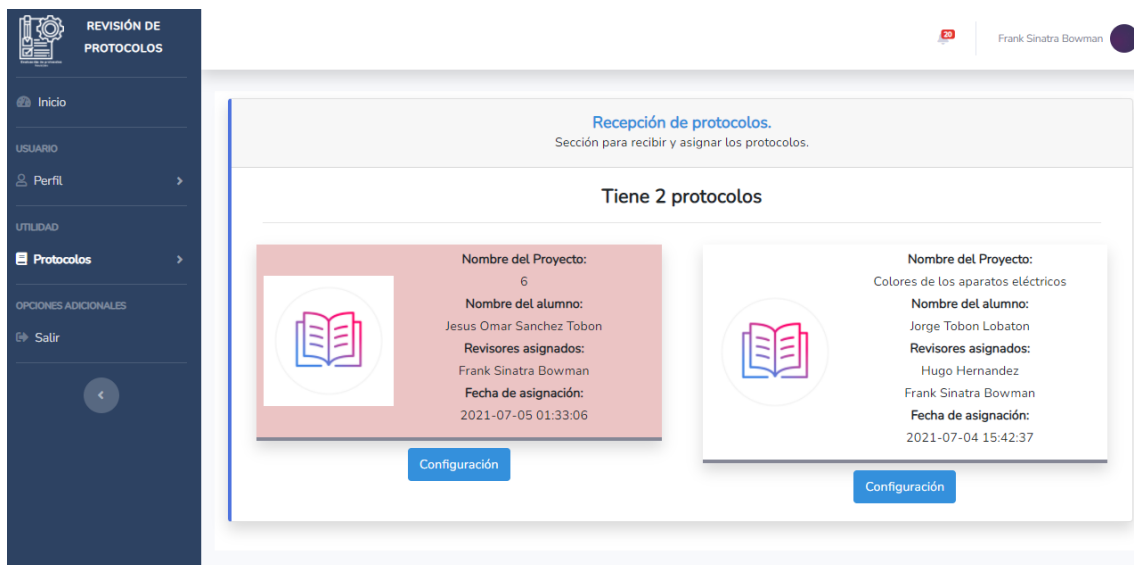 REVISIÓN DE
PROTOCOLOS
20
Frank Sinatra Bowman
Inicio
USUARIO
Perfil
UTILIDAD
Protocolos
OPCIONES ADICIONALES
Salir
Recepción de protocolos.
Sección para recibir y asignar los protocolos.
Tiene 2 protocolos
Nombre del Proyecto:
6
Nombre del alumno:
Jesus Omar Sanchez Tobon
Revisores asignados:
Frank Sinatra Bowman
Fecha de asignación:
2021-07-05 01:33:06
Configuración
Nombre del Proyecto:
Colores de los aparatos eléctricos
Nombre del alumno:
Jorge Tobon Lobaton
Revisores asignados:
Hugo Hernandez
Frank Sinatra Bowman
Fecha de asignación:
2021-07-04 15:42:37
Configuración